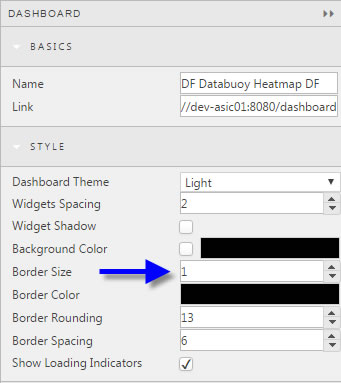 DASHBOARD
BASICS
Name DF Databuoy Heatmap DF
Link //dev-asic01:8080/dashboard
STYLE
Dashboard Theme Light
Widgets Spacing 2
Widget Shadow
Background Color
Border Size 1
Border Color
Border Rounding 13
Border Spacing 6
Show Loading Indicators